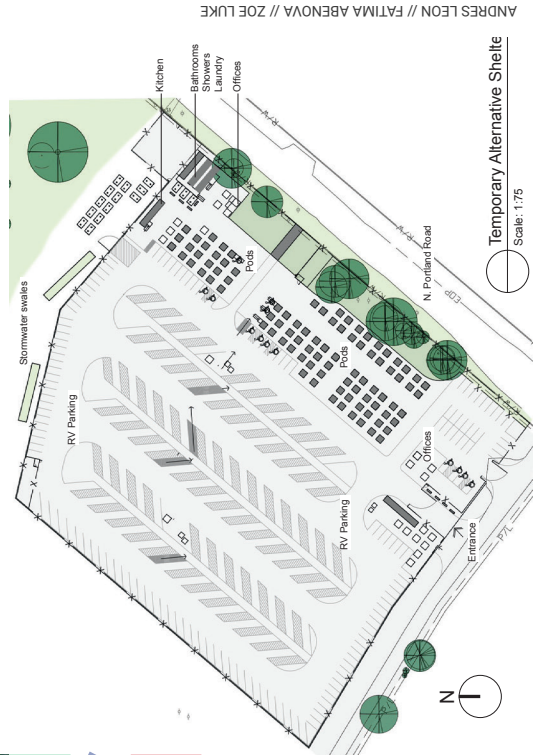 ANDRES LEON // FATIMA ABENOVA // ZOE LUKE
Kitchen
Bathrooms
Showers
Laundry
Offices
Stormwater swales
RV Parking
Pods
R/W
R/W
N. Portland Road
EOP
Pods
RV Parking
Offices
Entrance
P/L
N
Temporary Alternative Shelte
Scale: 1:75